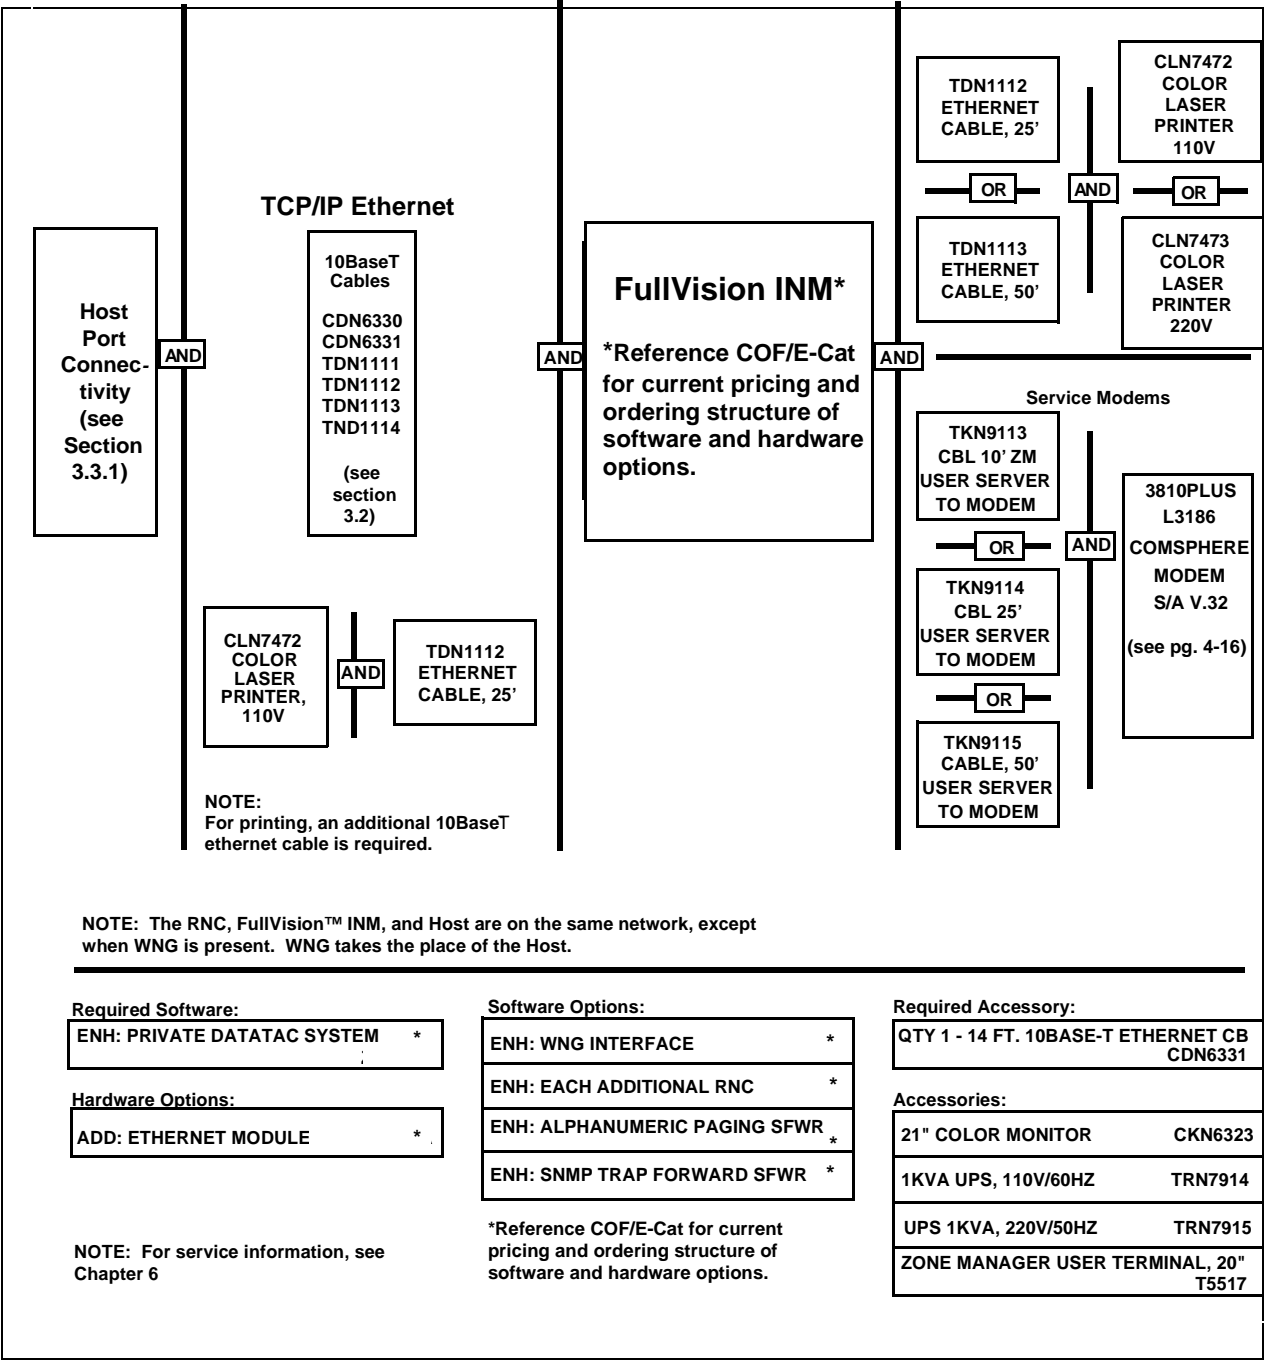 Host
Port
Connec-
tivity
(see
Section
3.3.1)
AND
TCP/IP Ethernet
10BaseT
Cables
CDN6330
CDN6331
TDN1111
TDN1112
TDN1113
TND1114
(see
section
3.2)
CLN7472
COLOR
LASER
PRINTER,
110V
AND
TDN1112
ETHERNET
CABLE, 25’
NOTE:
For printing, an additional 10BaseT
ethernet cable is required.
AND
FullVision INM*
*Reference COF/E-Cat
for current pricing and
ordering structure of
software and hardware
options.
AND
TDN1112
ETHERNET
CABLE, 25’
OR
TDN1113
ETHERNET
CABLE, 50’
AND
CLN7472
COLOR
LASER
PRINTER
110V
OR
CLN7473
COLOR
LASER
PRINTER
220V
Service Modems
TKN9113
CBL 10’ ZM
USER SERVER
TO MODEM
OR
TKN9114
CBL 25’
USER SERVER
TO MODEM
OR
TKN9115
CABLE, 50’
USER SERVER
TO MODEM
AND
3810PLUS
L3186
COMSPHERE
MODEM
S/A V.32
(see pg. 4-16)
NOTE: The RNC, FullVision™ INM, and Host are on the same network, except
when WNG is present. WNG takes the place of the Host.
Required Software:
ENH: PRIVATE DATATAC SYSTEM *
Hardware Options:
ADD: ETHERNET MODULE *
NOTE: For service information, see
Chapter 6
Software Options:
ENH: WNG INTERFACE *
ENH: EACH ADDITIONAL RNC *
ENH: ALPHANUMERIC PAGING SFWR
*
ENH: SNMP TRAP FORWARD SFWR *
*Reference COF/E-Cat for current
pricing and ordering structure of
software and hardware options.
Required Accessory:
QTY 1 - 14 FT. 10BASE-T ETHERNET CB
CDN6331
Accessories:
21" COLOR MONITOR CKN6323
1KVA UPS, 110V/60HZ TRN7914
UPS 1KVA, 220V/50HZ TRN7915
ZONE MANAGER USER TERMINAL, 20"
T5517